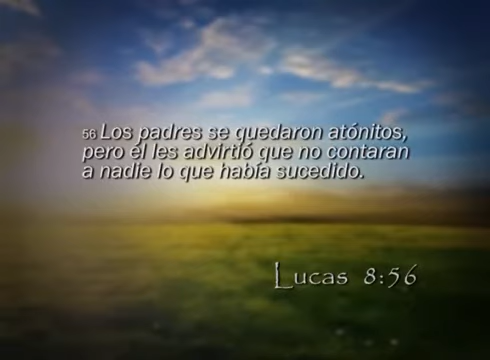 56 Los padres se quedaron atónitos,
pero él les advirtió que no contaran
a nadie lo que había sucedido.
Lucas 8:56